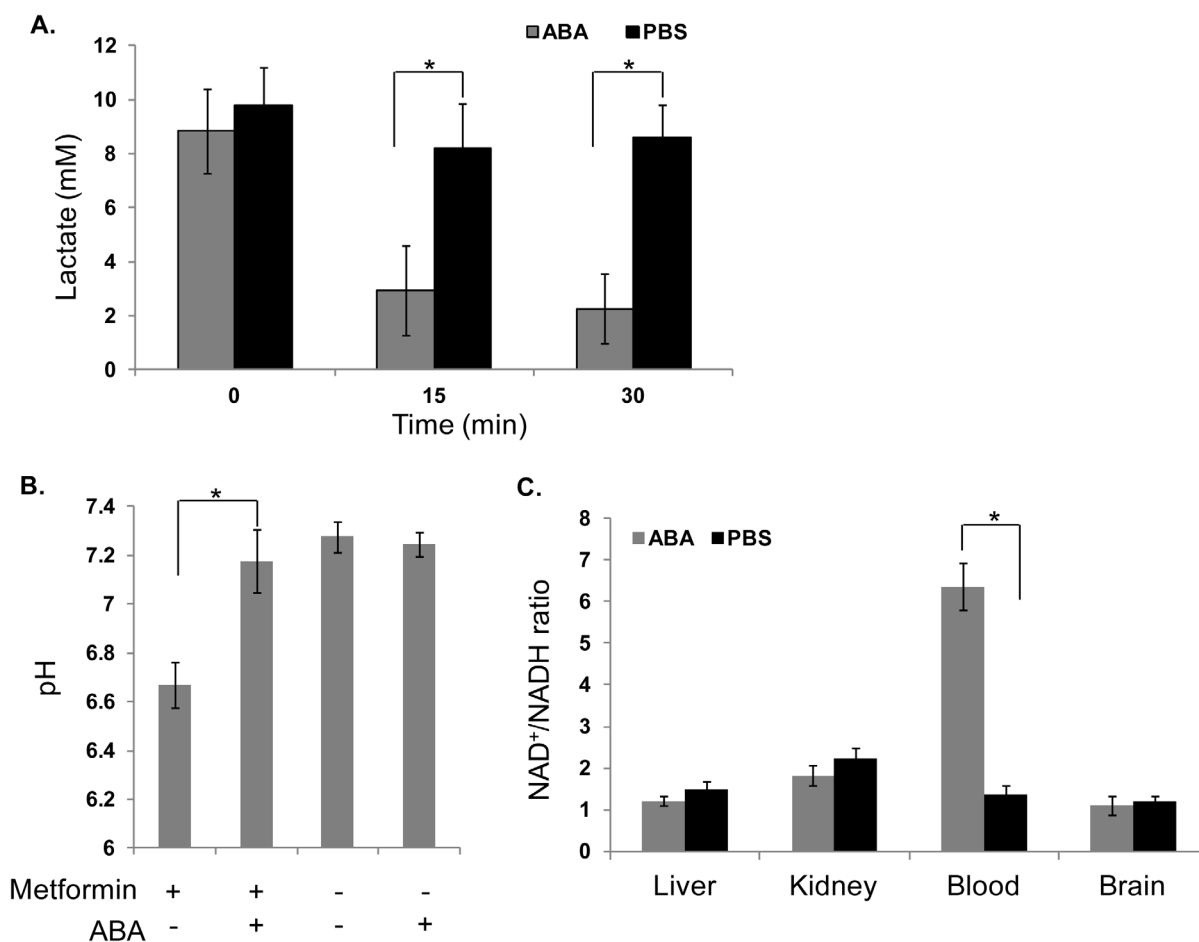 A.
ABA PBS
*
*
12
10
8
6
4
2
0
Lactate (mM)
0 15 30
Time (min)
B.
*
7.4
7.2
7
6.8
6.6
6.4
6.2
6
pH
Metformin + + - -
ABA - + - +
C.
ABA PBS
*
8
7
6
5
4
3
2
1
0
NAD⁺/NADH ratio
Liver Kidney Blood Brain